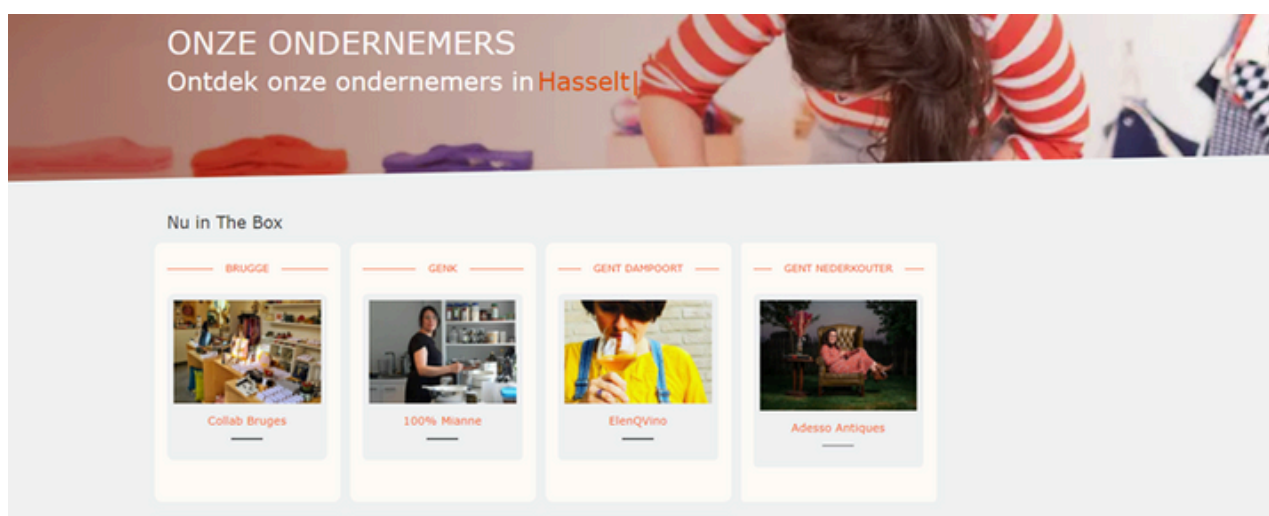 ONZE ONDERNEMERS
Ontdek onze ondernemers in Hasselt|
Nu in The Box
BRUGGE
GENK
GENT DAMPOORT
GENT NEDERKOUTER
Collab Bruges
100% Mianne
ElenQVino
Adesso Antiques